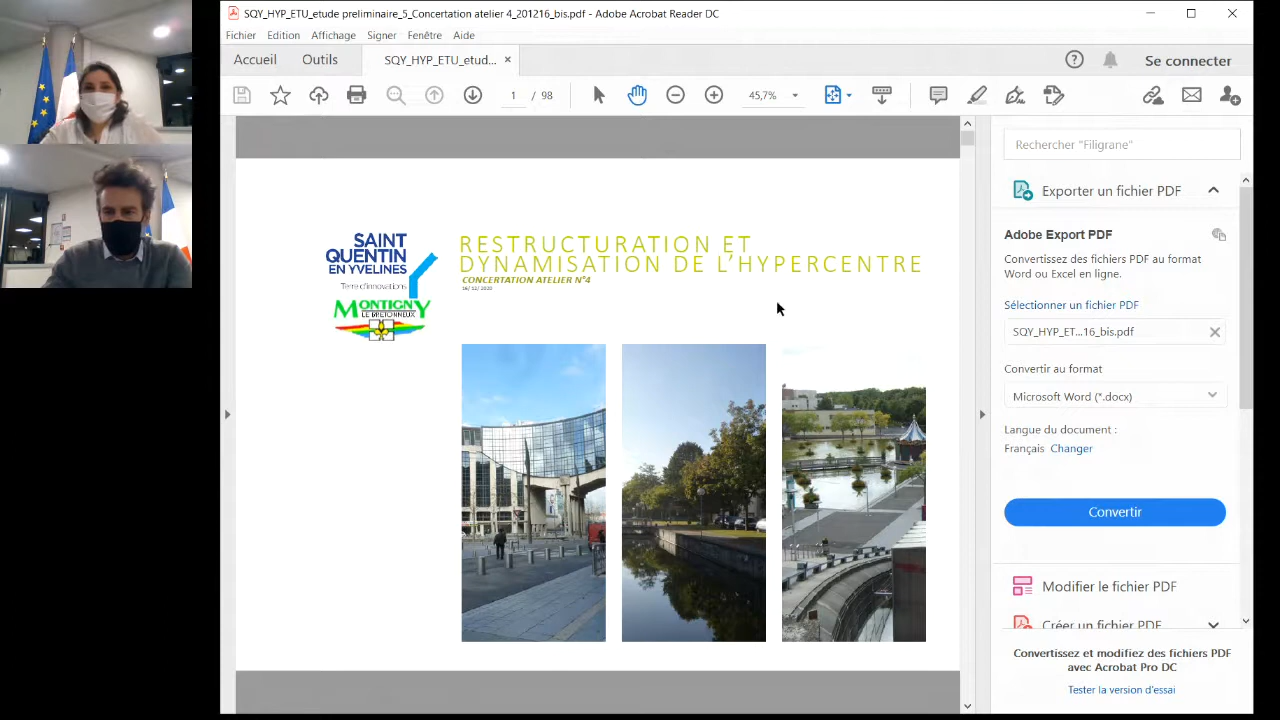 SQY_HYP_ETU_etude preliminaire_5_Concertation atelier 4_201216_bis.pdf - Adobe Acrobat Reader DC
Fichier Edition Affichage Signer Fenêtre Aide
Accueil Outils SQY_HYP_ETU_etud... × Se connecter
1 / 98 45,7%
Rechercher "Filigrane"
Exporter un fichier PDF
Adobe Export PDF
Convertissez des fichiers PDF au format
Word ou Excel en ligne.
Sélectionner un fichier PDF
SQY_HYP_ET...16_bis.pdf
Convertir au format
Microsoft Word (*.docx)
Langue du document :
Français Changer
Convertir
Modifier le fichier PDF
Créer un fichier PDF
Convertissez et modifiez des fichiers PDF
avec Acrobat Pro DC
Tester la version d'essai
SAINT
QUENTIN
EN YVELINES
Terre d'innovations
MONTIGNY
LE BRETONNEUX
RESTRUCTURATION ET
DYNAMISATION DE L'HYPERCENTRE
CONCERTATION ATELIER N°4
16/ 12/ 2020